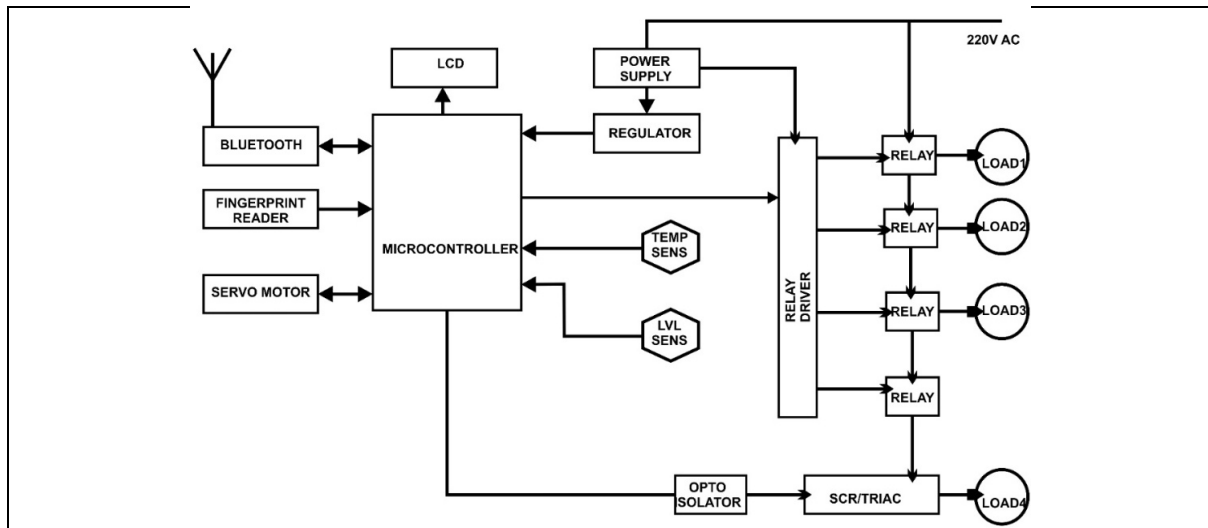 220V AC
LCD
POWER
SUPPLY
BLUETOOTH
REGULATOR
RELAY
LOAD1
FINGERPRINT
READER
MICROCONTROLLER
TEMP
SENS
RELAY
LOAD2
SERVO MOTOR
LVL
SENS
RELAY
DRIVER
RELAY
LOAD3
RELAY
OPTO
ISOLATOR
SCR/TRIAC
LOAD4